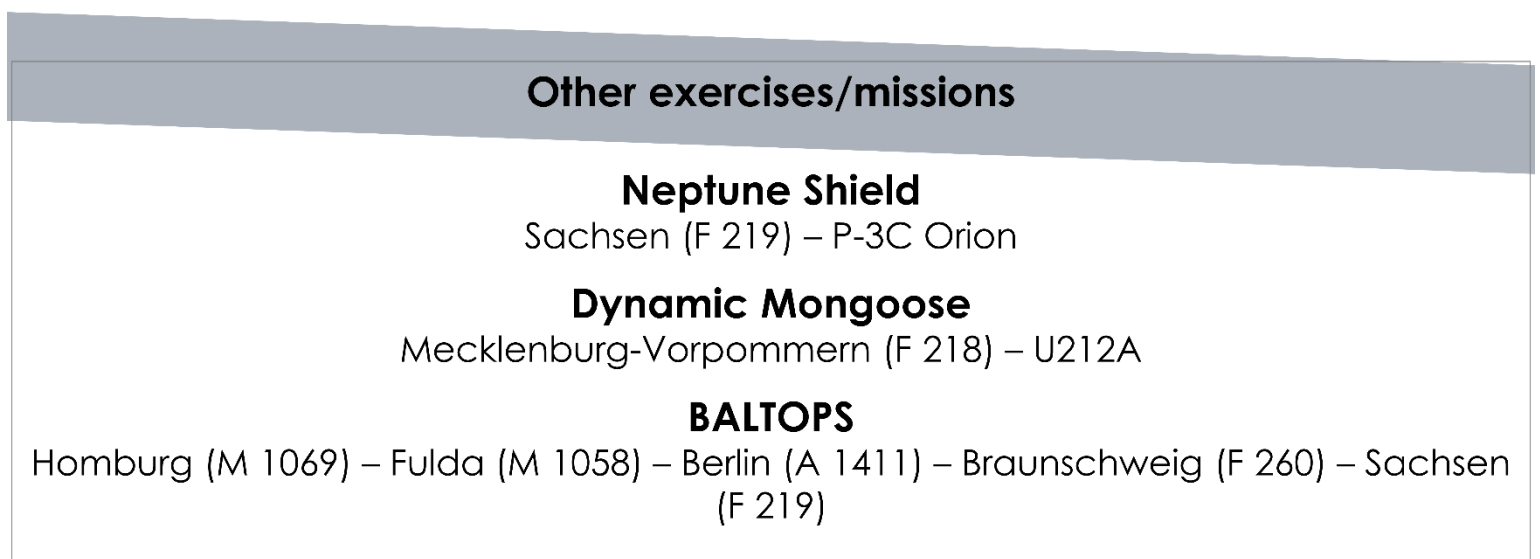 Other exercises/missions
Neptune Shield
Sachsen (F 219) – P-3C Orion
Dynamic Mongoose
Mecklenburg-Vorpommern (F 218) – U212A
BALTOPS
Homburg (M 1069) – Fulda (M 1058) – Berlin (A 1411) – Braunschweig (F 260) – Sachsen
(F 219)